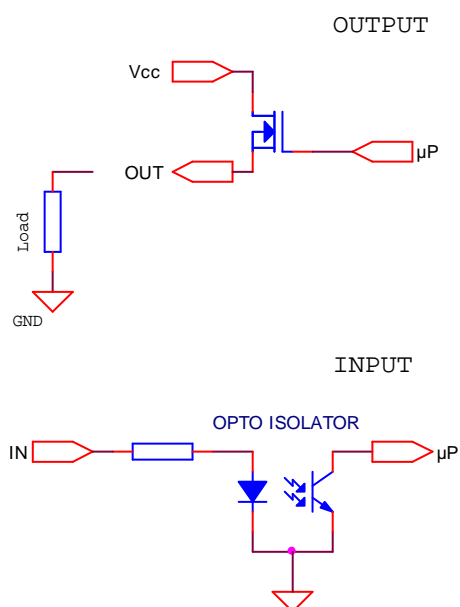 OUTPUT
Vcc
µP
OUT
Load
GND
INPUT
OPTO ISOLATOR
IN
µP